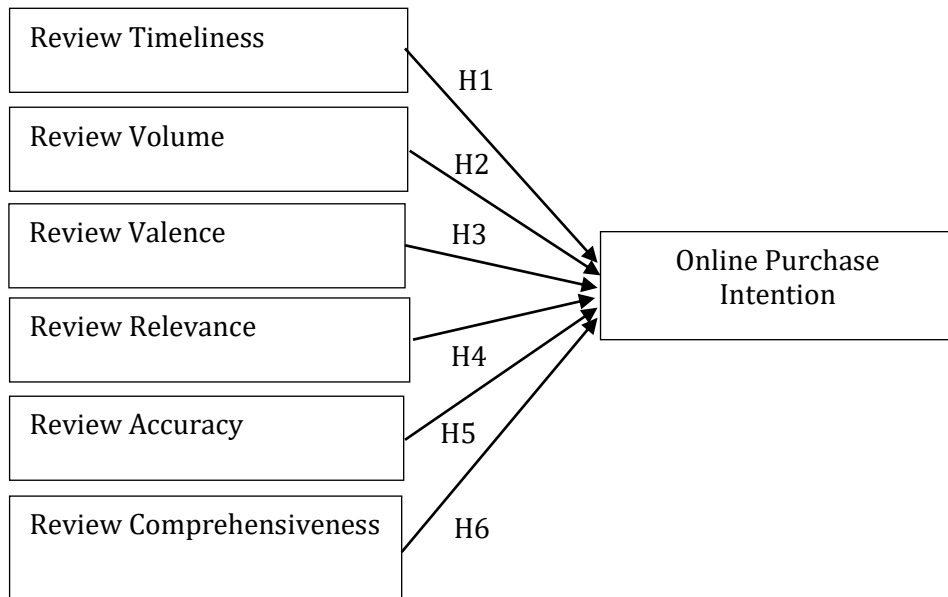 Review Timeliness
H1
Review Volume
H2
Review Valence
H3
Online Purchase
Intention
Review Relevance
H4
Review Accuracy
H5
Review Comprehensiveness
H6